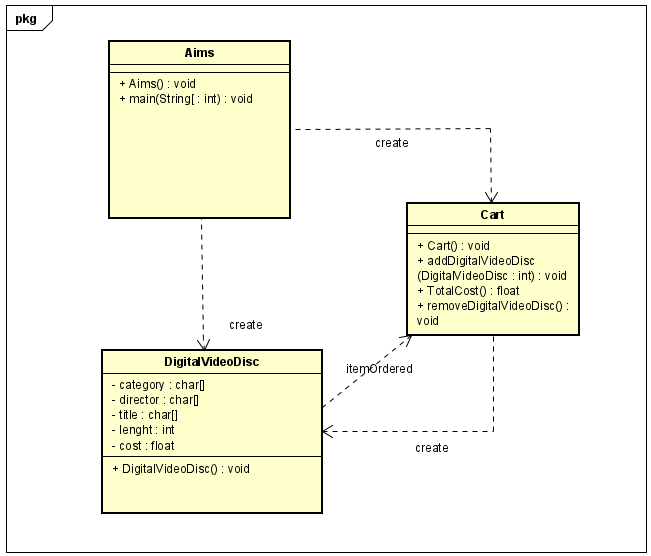 pkg
Aims
+ Aims() : void
+ main(String[ : int) : void
create
Cart
+ Cart() : void
+ addDigitalVideoDisc
(DigitalVideoDisc : int) : void
+ TotalCost() : float
+ removeDigitalVideoDisc() :
void
create
DigitalVideoDisc
- category : char[]
- director : char[]
- title : char[]
- lenght : int
- cost : float
+ DigitalVideoDisc() : void
itemOrdered
create